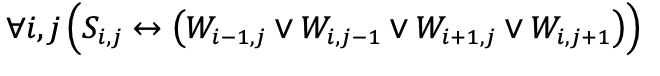 ∀i,j (S_{i,j} ↔ (W_{i−1,j} ∨ W_{i,j−1} ∨ W_{i+1,j} ∨ W_{i,j+1}))